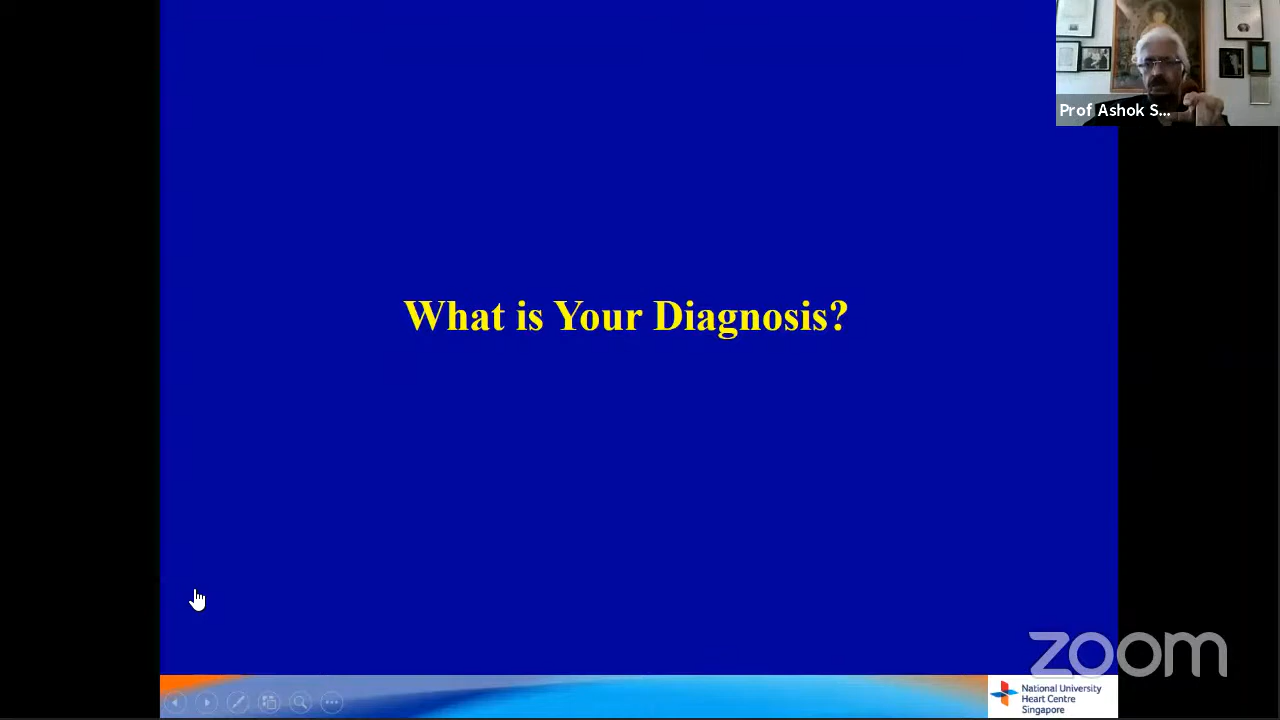 Prof Ashok S...
What is Your Diagnosis?
zoom
National University
Heart Centre
Singapore